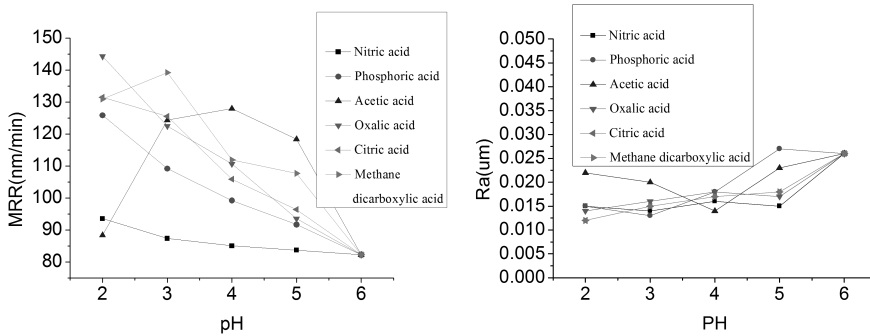 MRR(nm/min)
150
140
130
120
110
100
90
80
2 3 4 5 6
pH
Nitric acid
Phosphoric acid
Acetic acid
Oxalic acid
Citric acid
Methane
dicarboxylic acid
Ra(um)
0.050
0.045
0.040
0.035
0.030
0.025
0.020
0.015
0.010
0.005
0.000
2 3 4 5 6
PH
Nitric acid
Phosphoric acid
Acetic acid
Oxalic acid
Citric acid
Methane dicarboxylic acid